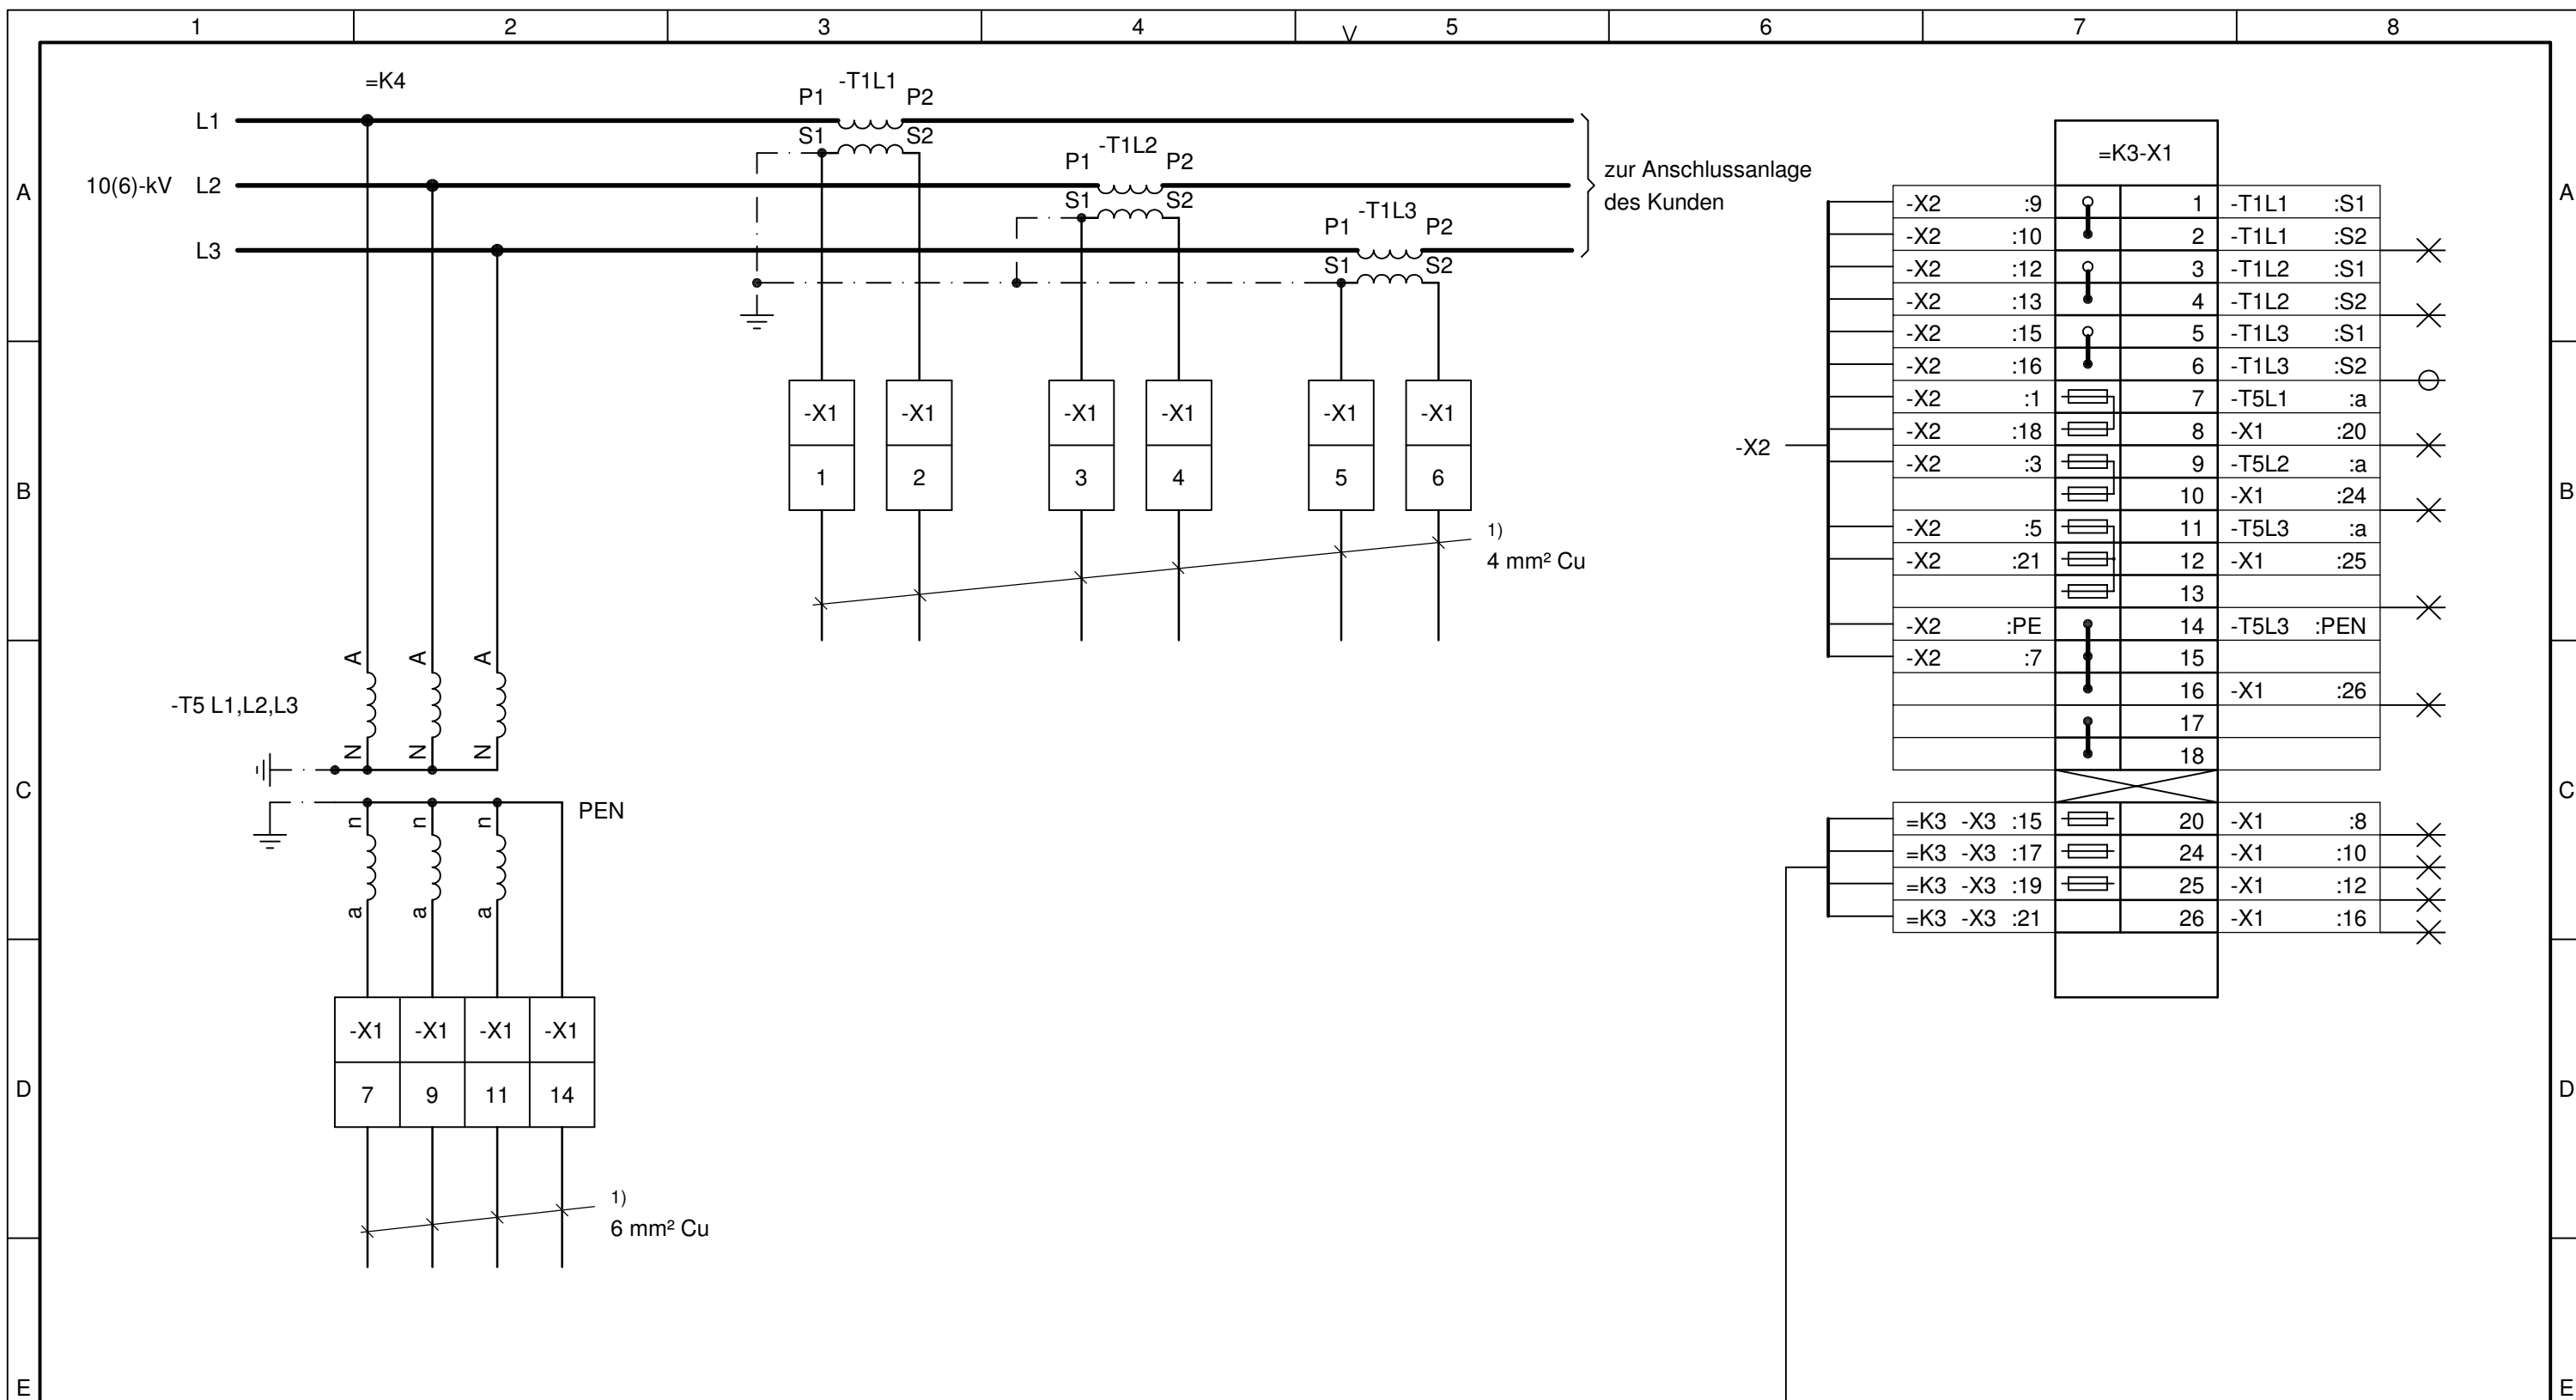 1 2 3 4 5 6 7 8
A A
B B
C C
D D
E E
=K4
10(6)-kV
L1
L2
L3
P1 -T1L1 P2
S1 S2
P1 -T1L2 P2
S1 S2
P1 -T1L3 P2
S1 S2
zur Anschlussanlage
des Kunden
-X1 -X1 -X1 -X1 -X1 -X1
1 2 3 4 5 6
1)
4 mm² Cu
A A A
-T5 L1,L2,L3
N N N
PEN
n n n
a a a
-X1 -X1 -X1 -X1
7 9 11 14
1)
6 mm² Cu
-X2
=K3-X1
-X2 :9 1 -T1L1 :S1
-X2 :10 2 -T1L1 :S2
-X2 :12 3 -T1L2 :S1
-X2 :13 4 -T1L2 :S2
-X2 :15 5 -T1L3 :S1
-X2 :16 6 -T1L3 :S2
-X2 :1 7 -T5L1 :a
-X2 :18 8 -X1 :20
-X2 :3 9 -T5L2 :a
10 -X1 :24
-X2 :5 11 -T5L3 :a
-X2 :21 12 -X1 :25
13
-X2 :PE 14 -T5L3 :PEN
-X2 :7 15
16 -X1 :26
17
18
=K3 -X3 :15 20 -X1 :8
=K3 -X3 :17 24 -X1 :10
=K3 -X3 :19 25 -X1 :12
=K3 -X3 :21 26 -X1 :16